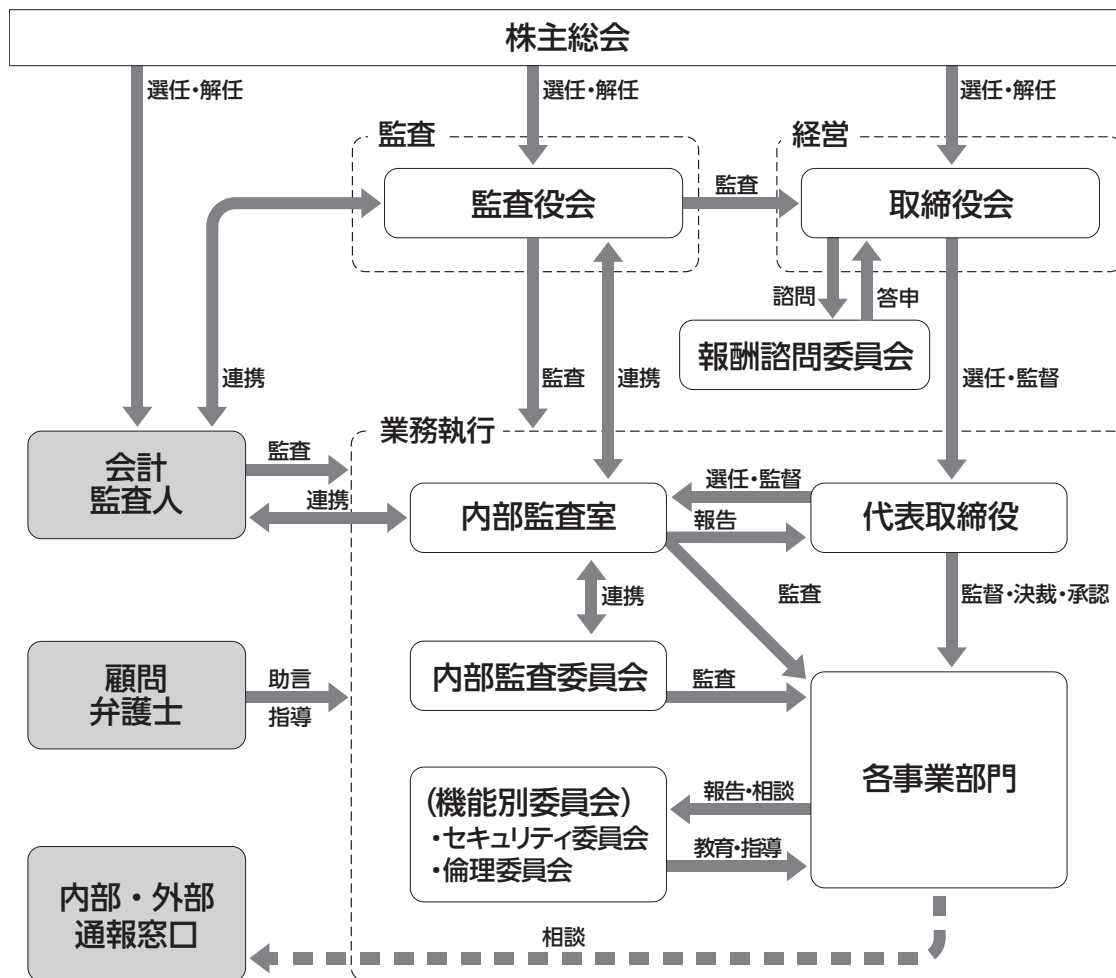 株主総会
選任・解任
選任・解任
選任・解任
監査
経営
監査役会
監査
取締役会
諮問
答申
報酬諮問委員会
連携
監査
連携
選任・監督
業務執行
会計
監査人
監査
連携
内部監査室
選任・監督
報告
代表取締役
連携
監査
監督・決裁・承認
顧問
弁護士
助言
指導
内部監査委員会
監査
各事業部門
(機能別委員会)
・セキュリティ委員会
・倫理委員会
報告・相談
教育・指導
内部・外部
通報窓口
相談